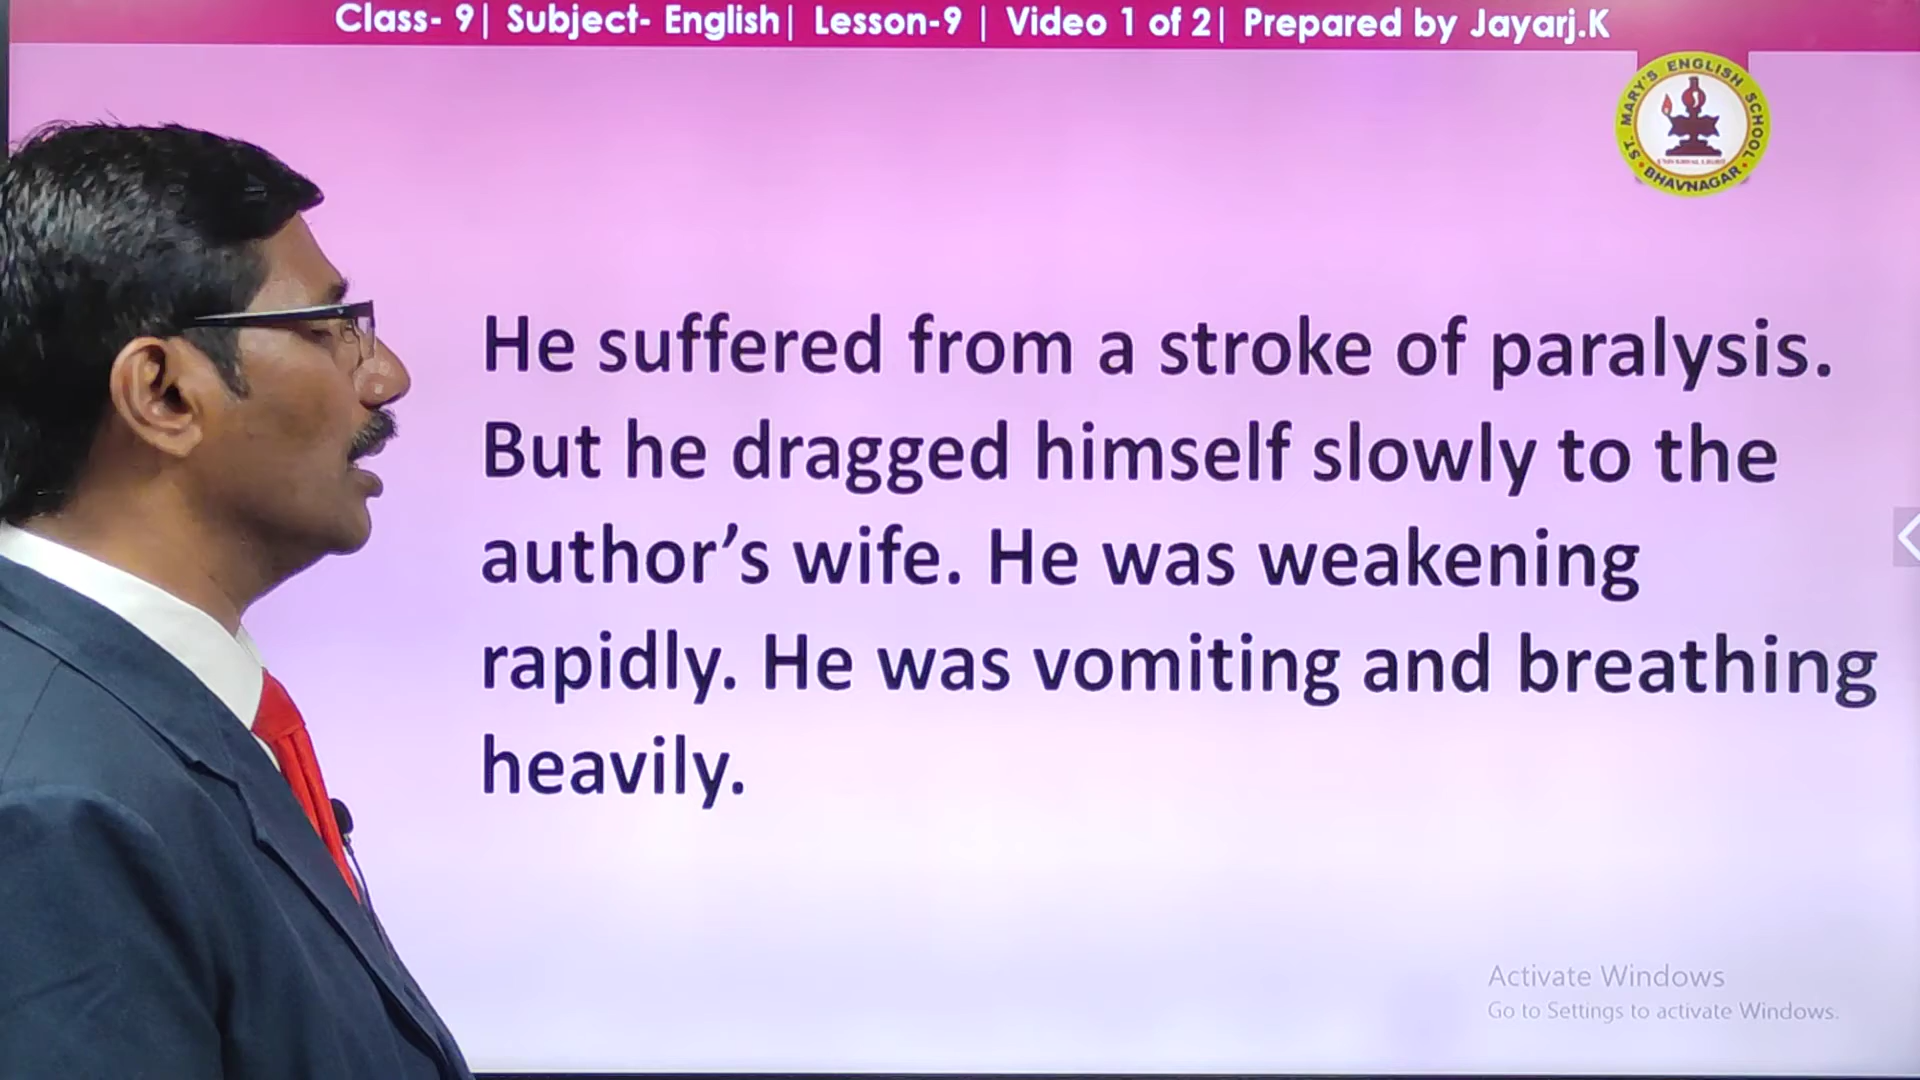 Class- 9| Subject- English| Lesson-9 | Video 1 of 2| Prepared by Jayarj.K
ST. MARY'S ENGLISH SCHOOL
BHAVNAGAR
He suffered from a stroke of paralysis.
But he dragged himself slowly to the
author’s wife. He was weakening
rapidly. He was vomiting and breathing
heavily.
Activate Windows
Go to Settings to activate Windows.